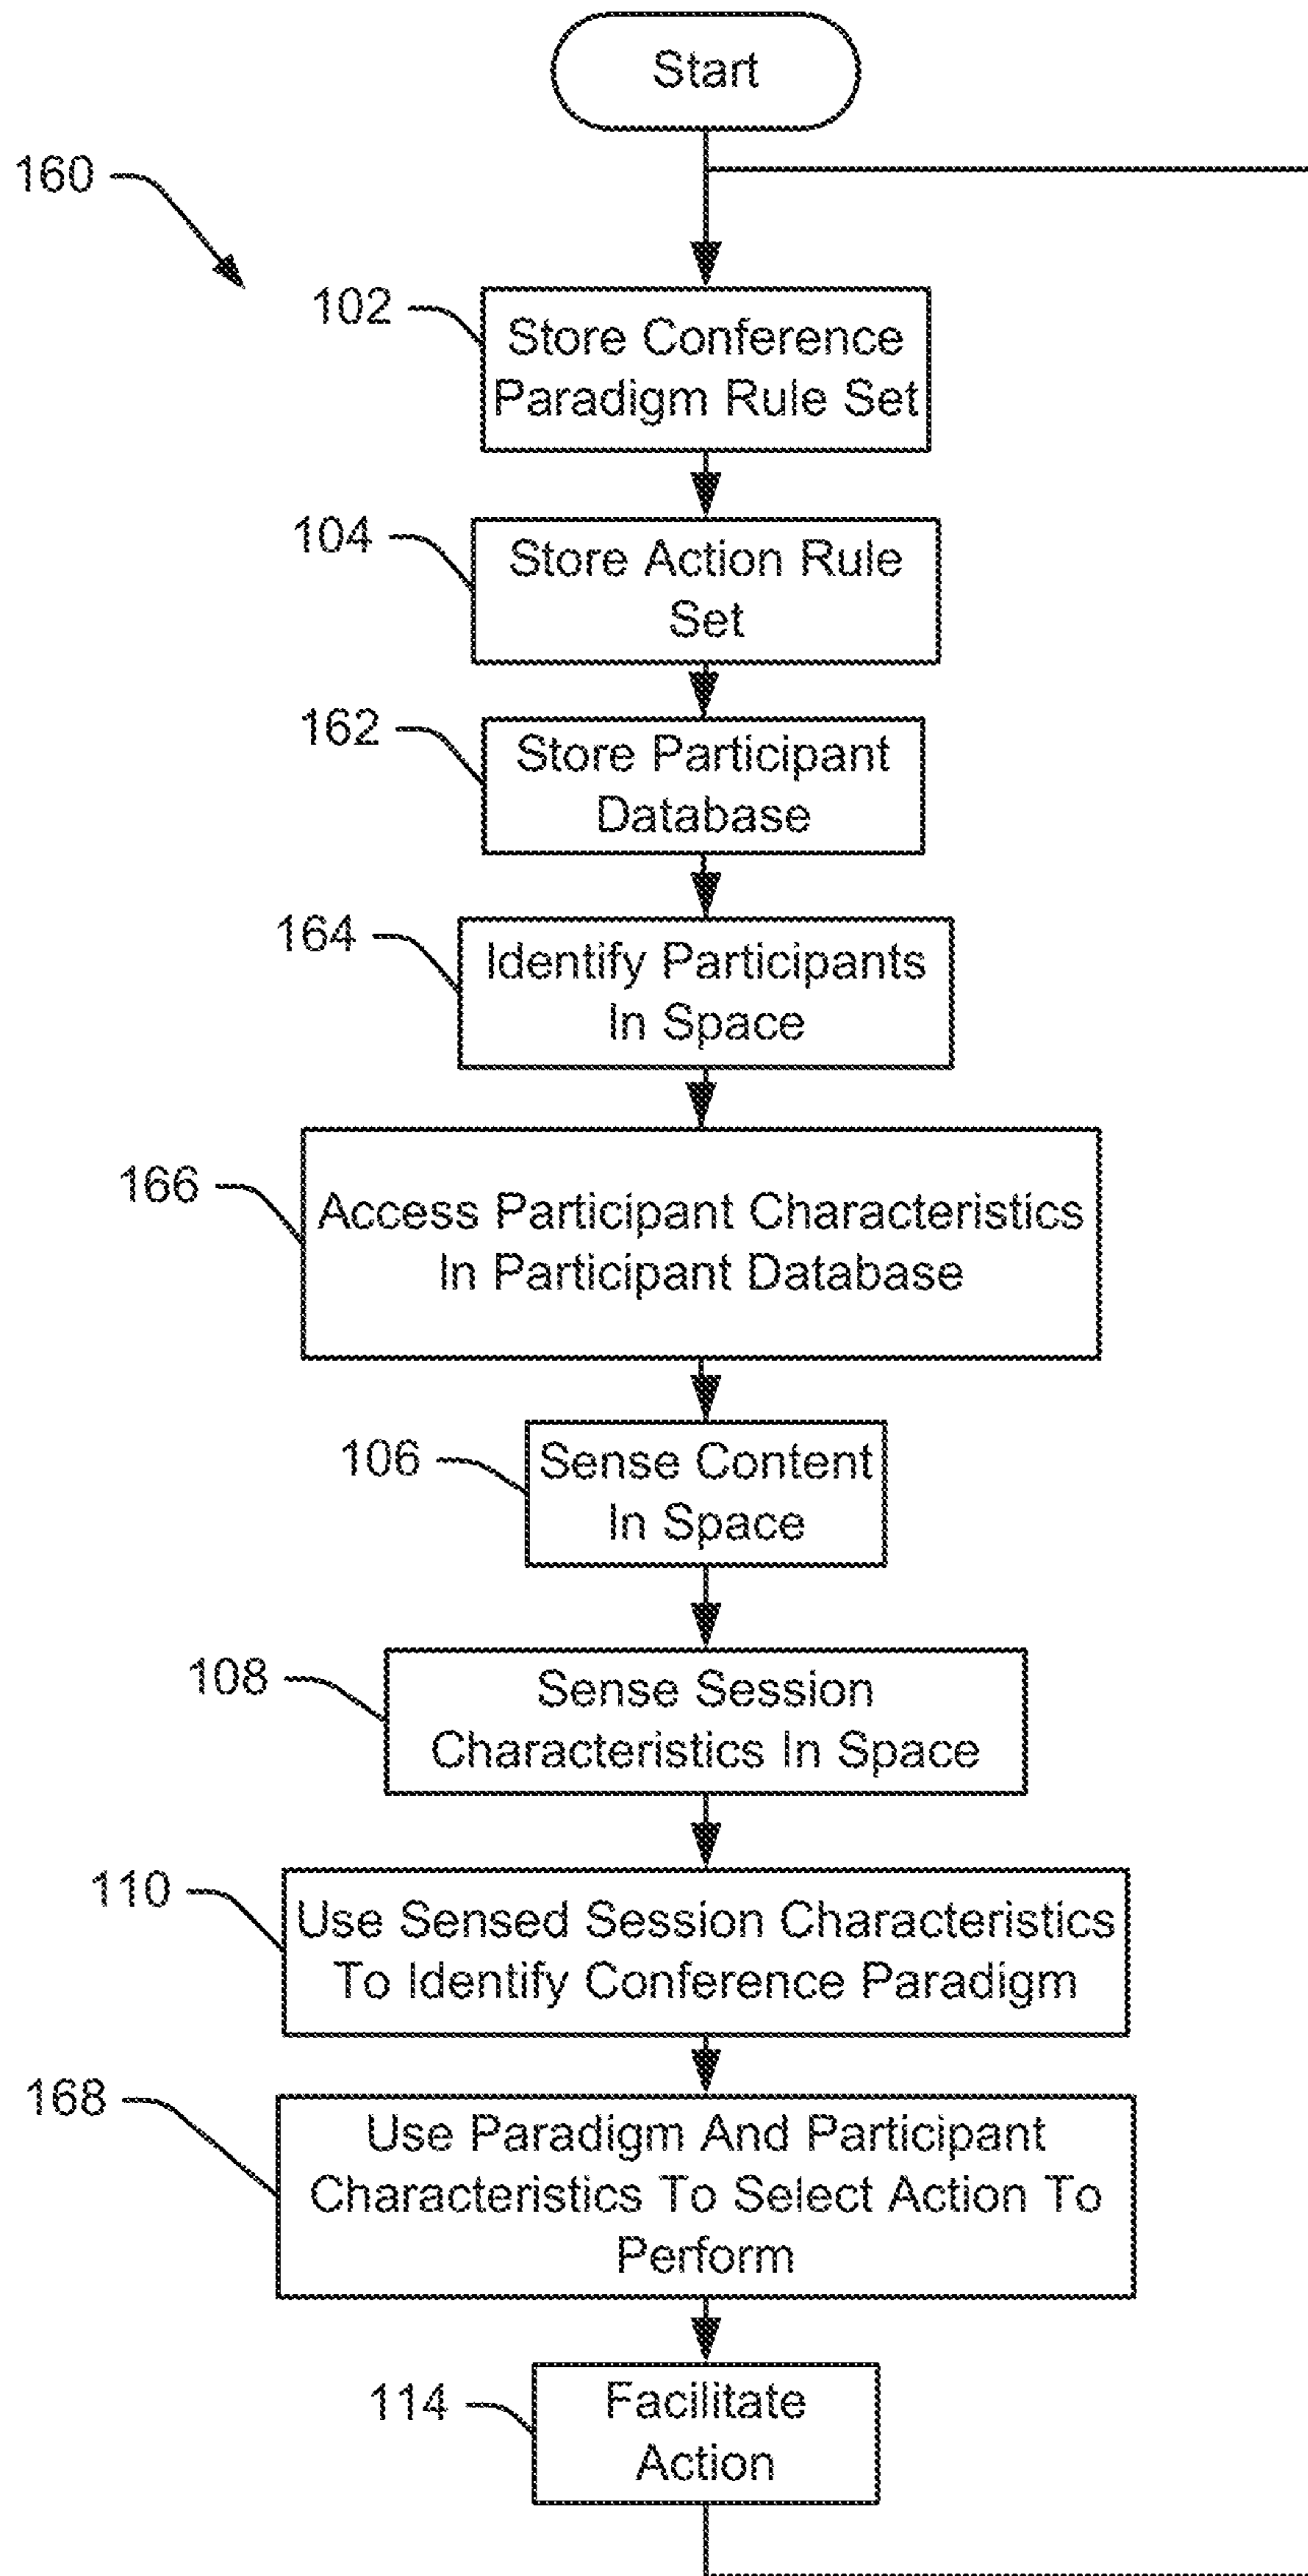 Start
160
102
Store Conference
Paradigm Rule Set
104
Store Action Rule
Set
162
Store Participant
Database
164
Identify Participants
In Space
166
Access Participant Characteristics
In Participant Database
106
Sense Content
In Space
108
Sense Session
Characteristics In Space
110
Use Sensed Session Characteristics
To Identify Conference Paradigm
168
Use Paradigm And Participant
Characteristics To Select Action To
Perform
114
Facilitate
Action